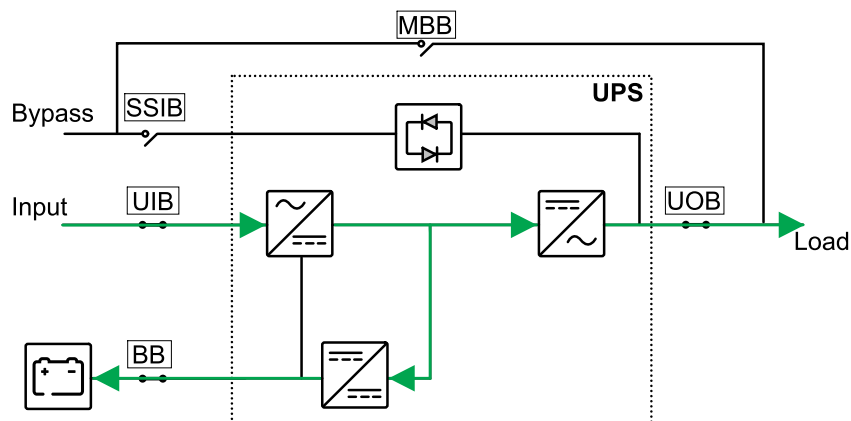 MBB
UPS
Bypass
SSIB
Input
UIB
UOB
Load
BB